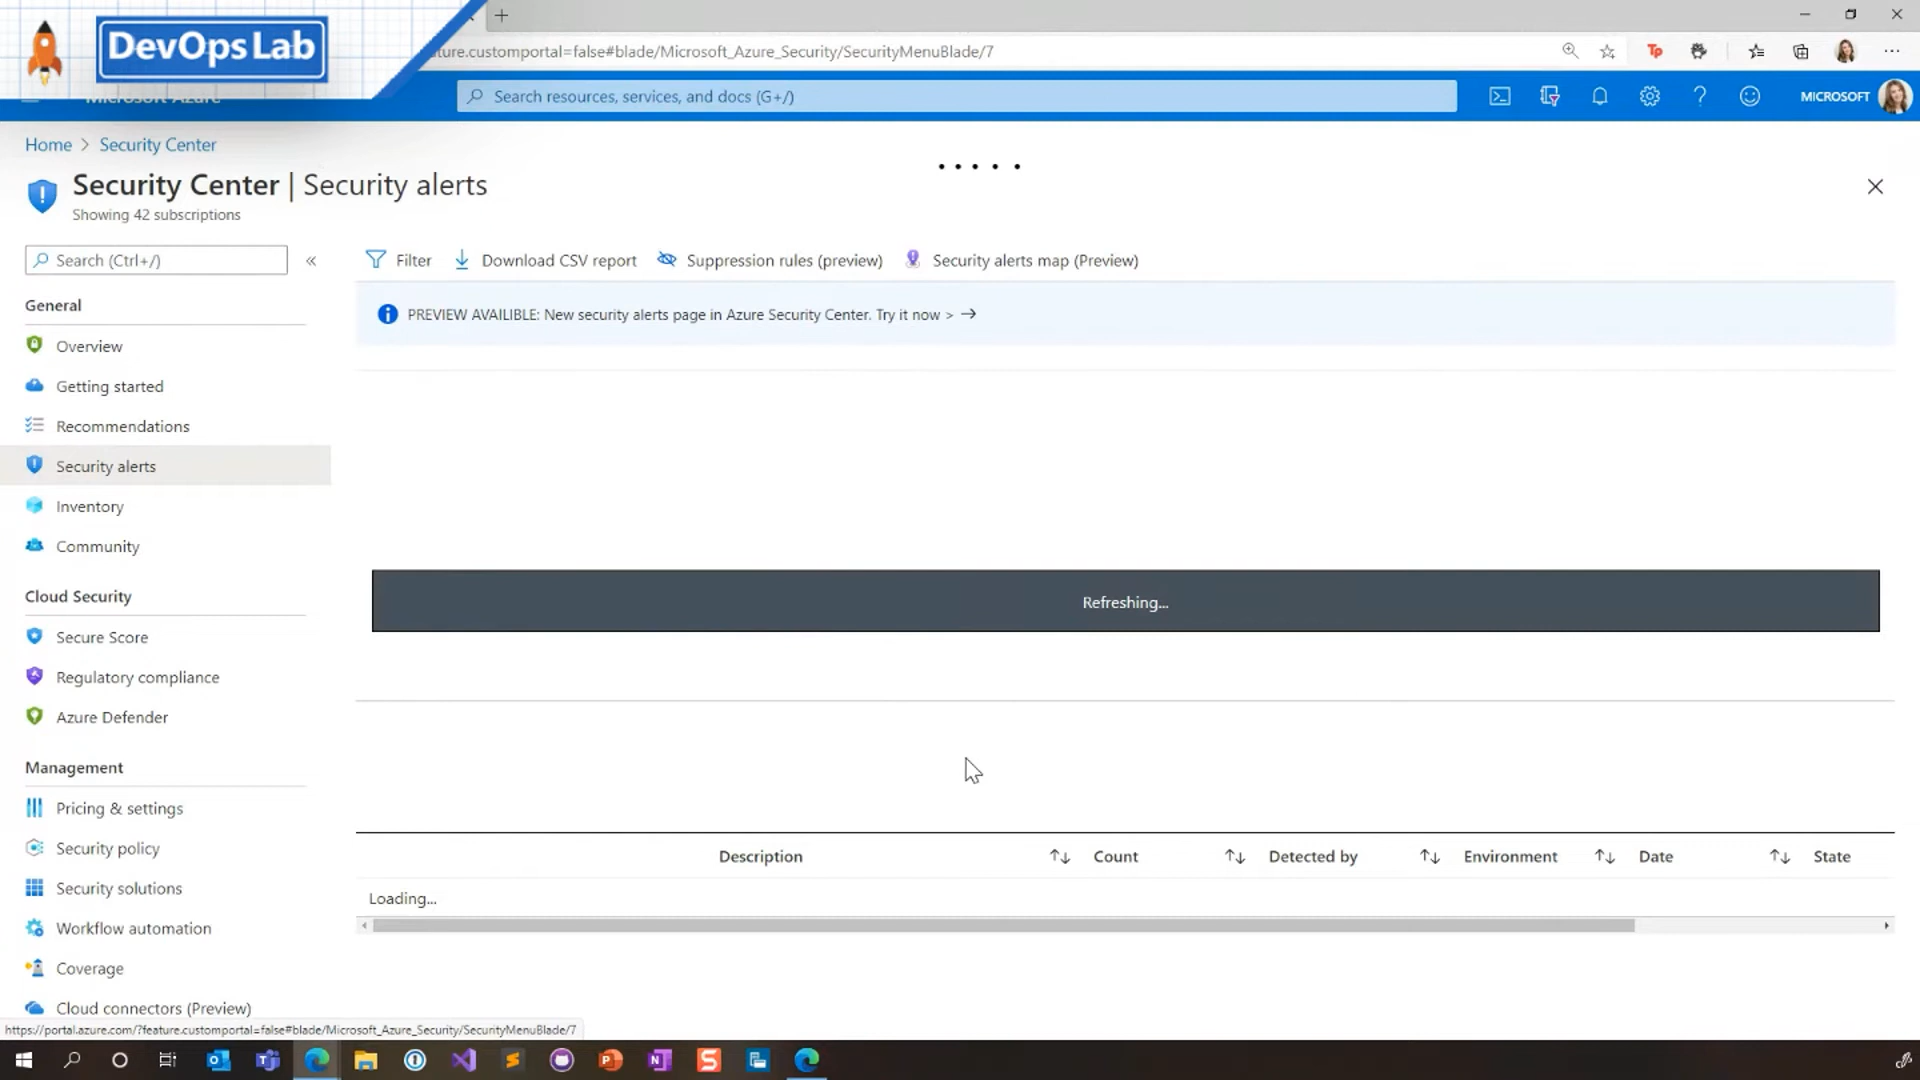 DevOps Lab
ture.customportal=false#blade/Microsoft_Azure_Security/SecurityMenuBlade/7
Microsoft Azure
Search resources, services, and docs (G+/)
MICROSOFT
Home > Security Center
Security Center | Security alerts
Showing 42 subscriptions
Search (Ctrl+/)
«
Filter
Download CSV report
Suppression rules (preview)
Security alerts map (Preview)
PREVIEW AVAILIBLE: New security alerts page in Azure Security Center. Try it now > →
General
Overview
Getting started
Recommendations
Security alerts
Inventory
Community
Cloud Security
Secure Score
Regulatory compliance
Azure Defender
Management
Pricing & settings
Security policy
Security solutions
Workflow automation
Coverage
Cloud connectors (Preview)
Refreshing...
Description ↑↓ Count ↑↓ Detected by ↑↓ Environment ↑↓ Date ↑↓ State
Loading...
https://portal.azure.com/?feature.customportal=false#blade/Microsoft_Azure_Security/SecurityMenuBlade/7